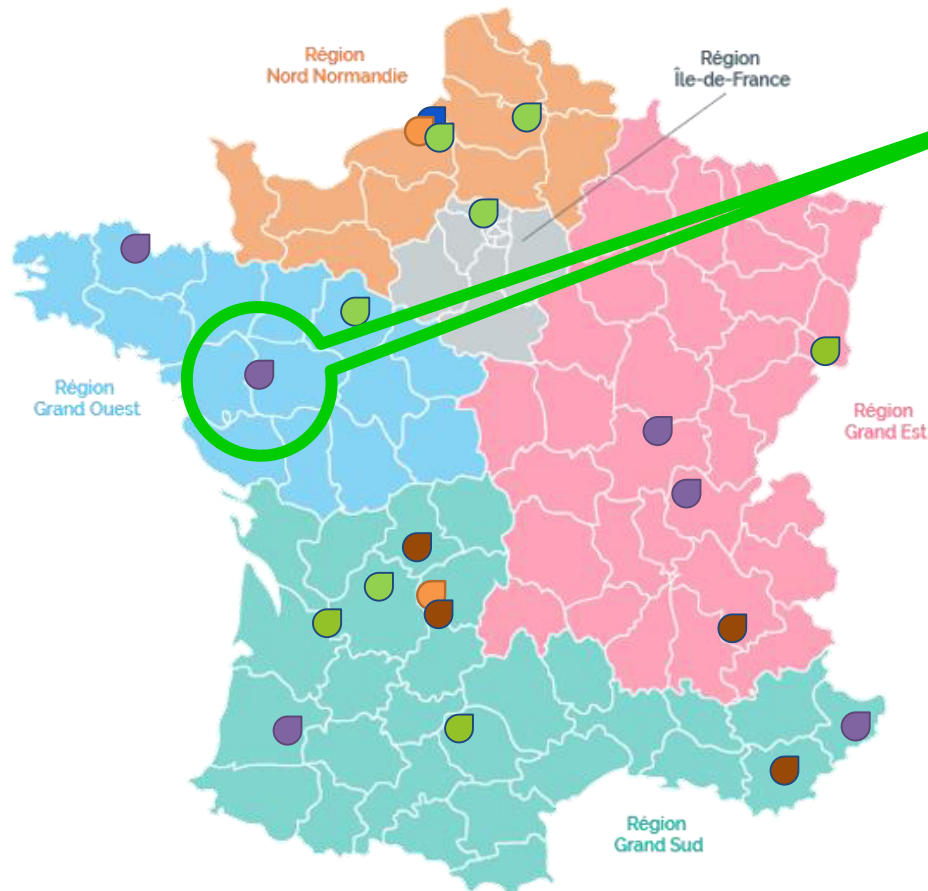 Région
Nord Normandie
Région
Île-de-France
Région
Grand Ouest
Région
Grand Est
Région
Grand Sud